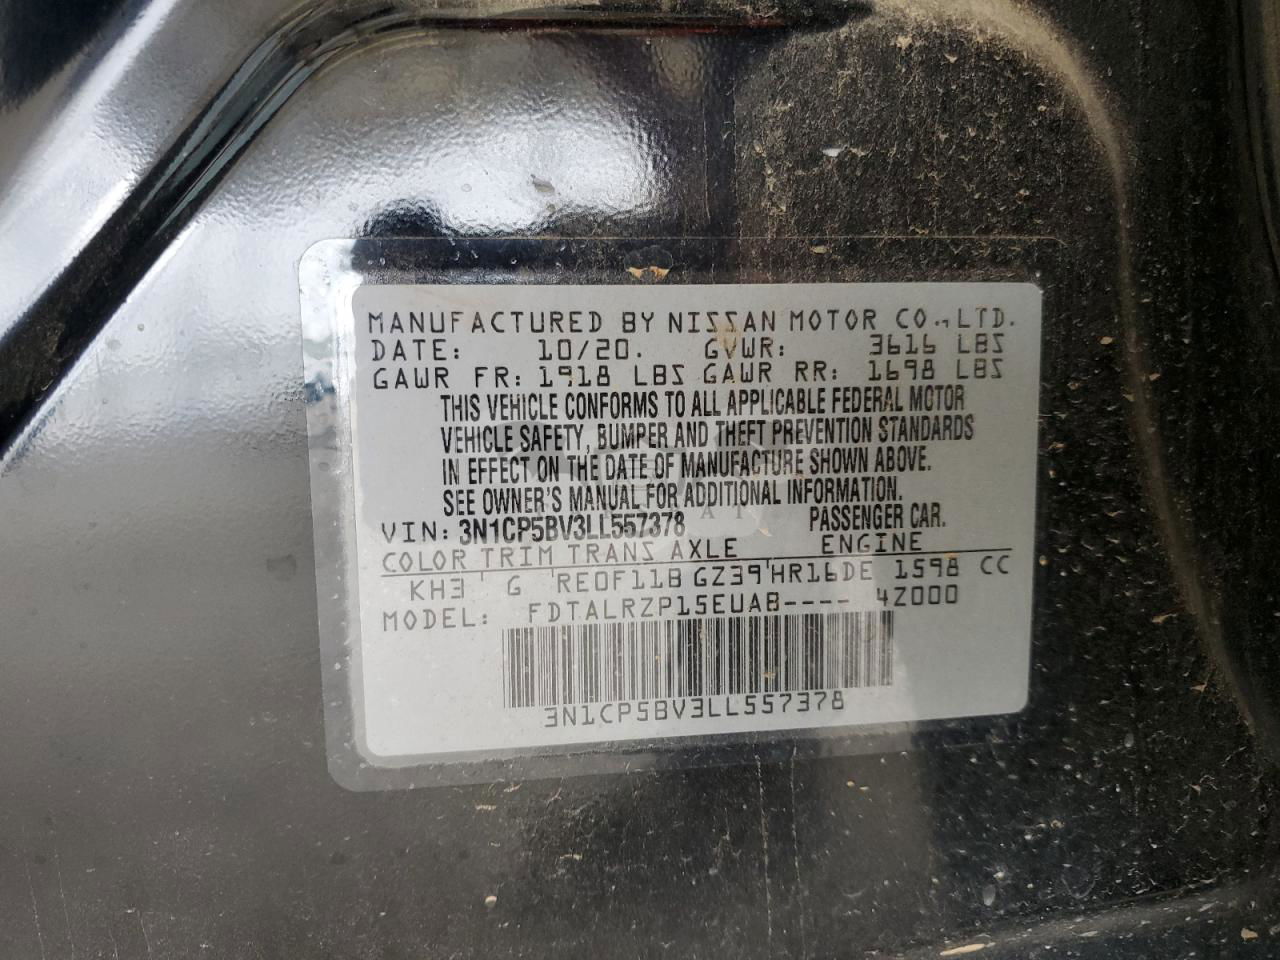 MANUFACTURED BY NISSAN MOTOR CO., LTD.
DATE: 10/20. GVWR: 3616 LBS
GAWR FR: 1918 LBS GAWR RR: 1698 LBS
THIS VEHICLE CONFORMS TO ALL APPLICABLE FEDERAL MOTOR
VEHICLE SAFETY, BUMPER AND THEFT PREVENTION STANDARDS
IN EFFECT ON THE DATE OF MANUFACTURE SHOWN ABOVE.
SEE OWNER'S MANUAL FOR ADDITIONAL INFORMATION.
VIN: 3N1CP5BV3LL557378 PASSENGER CAR.
COLOR TRIM TRANS AXLE ENGINE
KH3 G RE0F11B GZ39 HR16DE 1598 CC
MODEL: FDTALRZP15EUAB---- 4Z000
3N1CP5BV3LL557378